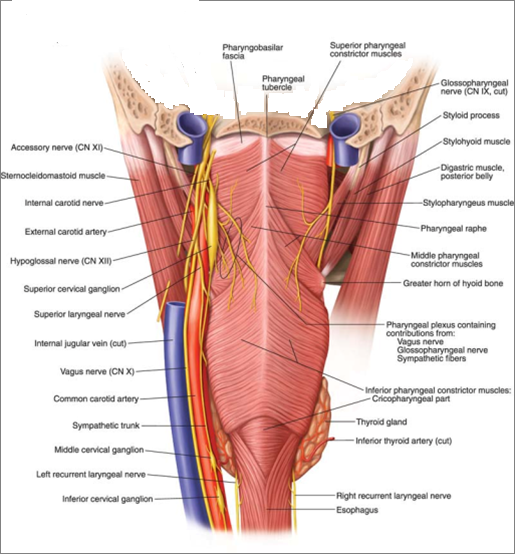 Pharyngobasilar
fascia
Superior pharyngeal
constrictor muscles
Pharyngeal
tubercle
Glossopharyngeal
nerve (CN IX, cut)
Styloid process
Stylohyoid muscle
Digastric muscle,
posterior belly
Stylopharyngeus muscle
Pharyngeal raphe
Middle pharyngeal
constrictor muscles
Greater horn of hyoid bone
Pharyngeal plexus containing
contributions from:
Vagus nerve
Glossopharyngeal nerve
Sympathetic fibers
Inferior pharyngeal constrictor muscles:
Cricopharyngeal part
Thyroid gland
Inferior thyroid artery (cut)
Right recurrent laryngeal nerve
Esophagus
Accessory nerve (CN XI)
Sternocleidomastoid muscle
Internal carotid nerve
External carotid artery
Hypoglossal nerve (CN XII)
Superior cervical ganglion
Superior laryngeal nerve
Internal jugular vein (cut)
Vagus nerve (CN X)
Common carotid artery
Sympathetic trunk
Middle cervical ganglion
Left recurrent laryngeal nerve
Inferior cervical ganglion